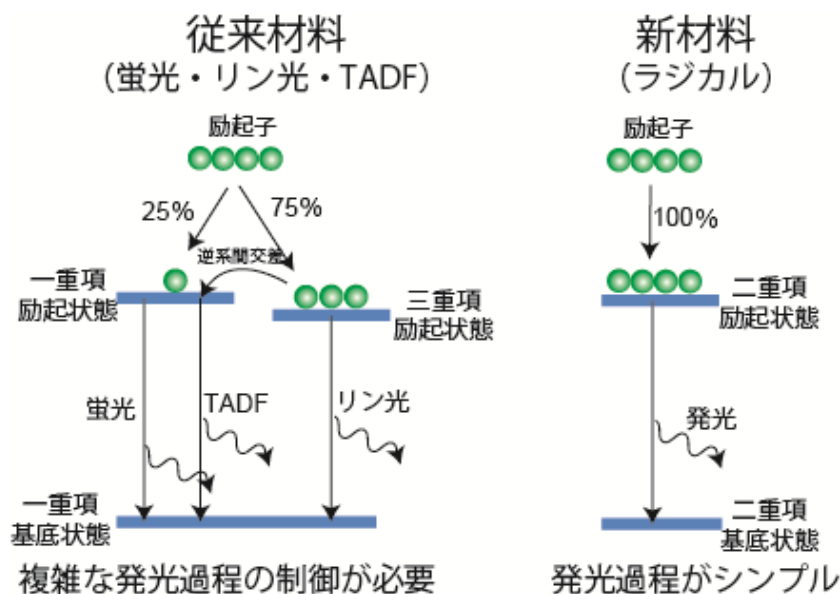 従来材料
（蛍光・リン光・TADF）
励起子
25%
75%
逆系間交差
一重項
励起状態
三重項
励起状態
蛍光
TADF
リン光
一重項
基底状態
複雑な発光過程の制御が必要
新材料
（ラジカル）
励起子
100%
二重項
励起状態
発光
二重項
基底状態
発光過程がシンプル